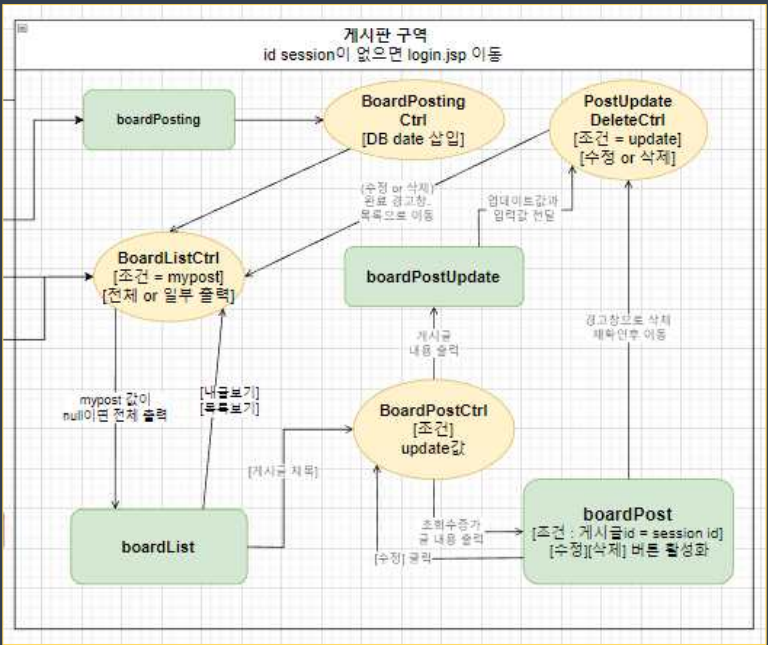 게시판 구역
id session이 없으면 login.jsp 이동
boardPosting
BoardPosting
Ctrl
[DB date 삽입]
PostUpdate
DeleteCtrl
[조건 = update]
[수정 or 삭제]
(수정 or 삭제)
완료 경고창.
목록으로 이동
업데이트값과
입력값 전달
BoardListCtrl
[조건 = mypost]
[전체 or 일부 출력]
boardPostUpdate
경고창으로 삭제
재확인후 이동
게시글
내용 출력
mypost 값이
null이면 전체 출력
[내글보기]
[목록보기]
BoardPostCtrl
[조건]
update값
[게시글 제목]
boardList
조회수증가
글 내용 출력
[수정] 클릭
boardPost
[조건 : 게시글id = session id]
[수정][삭제] 버튼 활성화